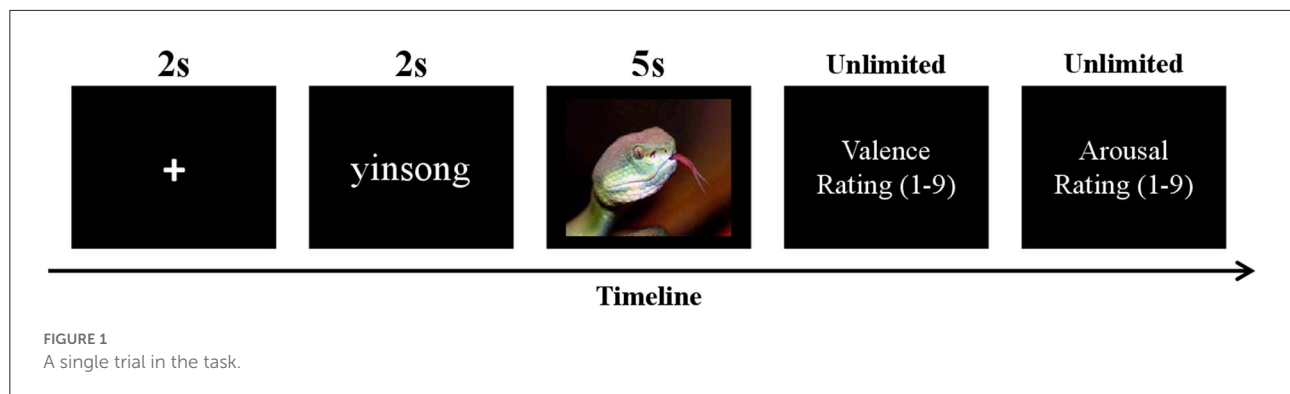 2s 2s 5s Unlimited Unlimited
+
yinsong
Valence
Rating (1-9)
Arousal
Rating (1-9)
Timeline
FIGURE 1
A single trial in the task.